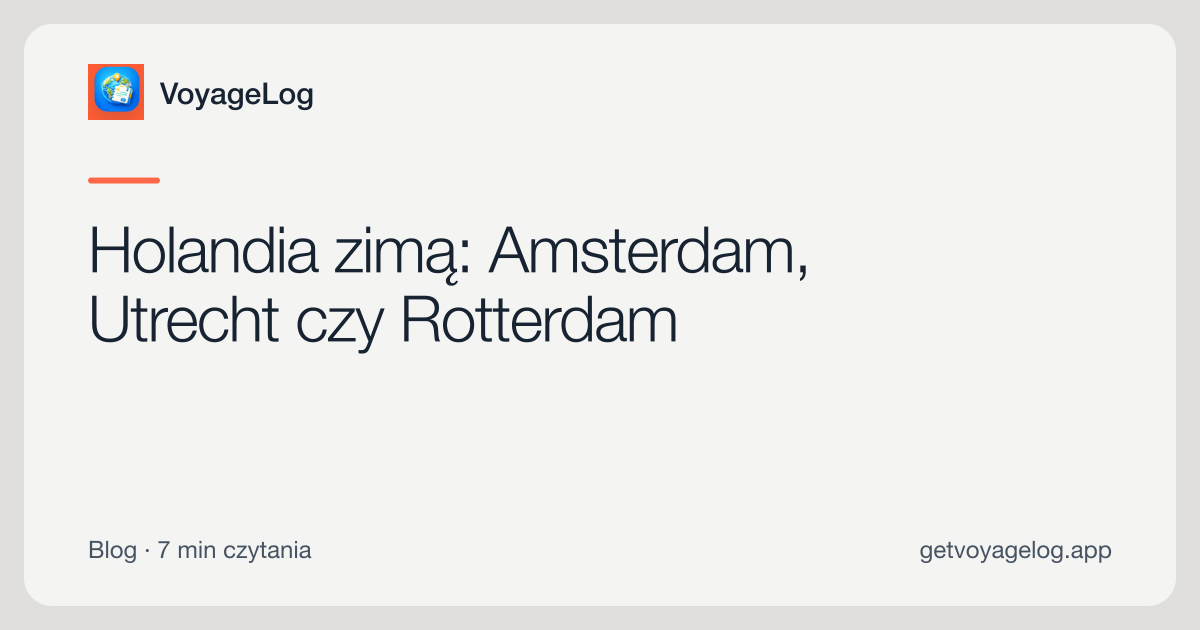 VoyageLog
Holandia zimą: Amsterdam,
Utrecht czy Rotterdam
Blog · 7 min czytania
getvoyagelog.app